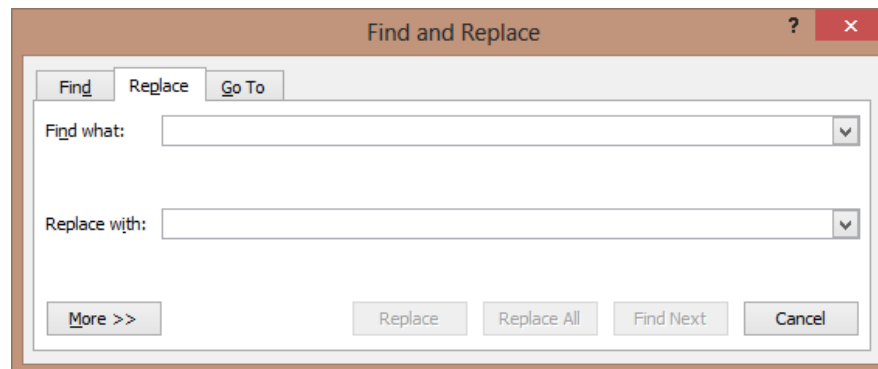 Find and Replace ? ×
Find Replace Go To
Find what:
Replace with:
More >> Replace Replace All Find Next Cancel